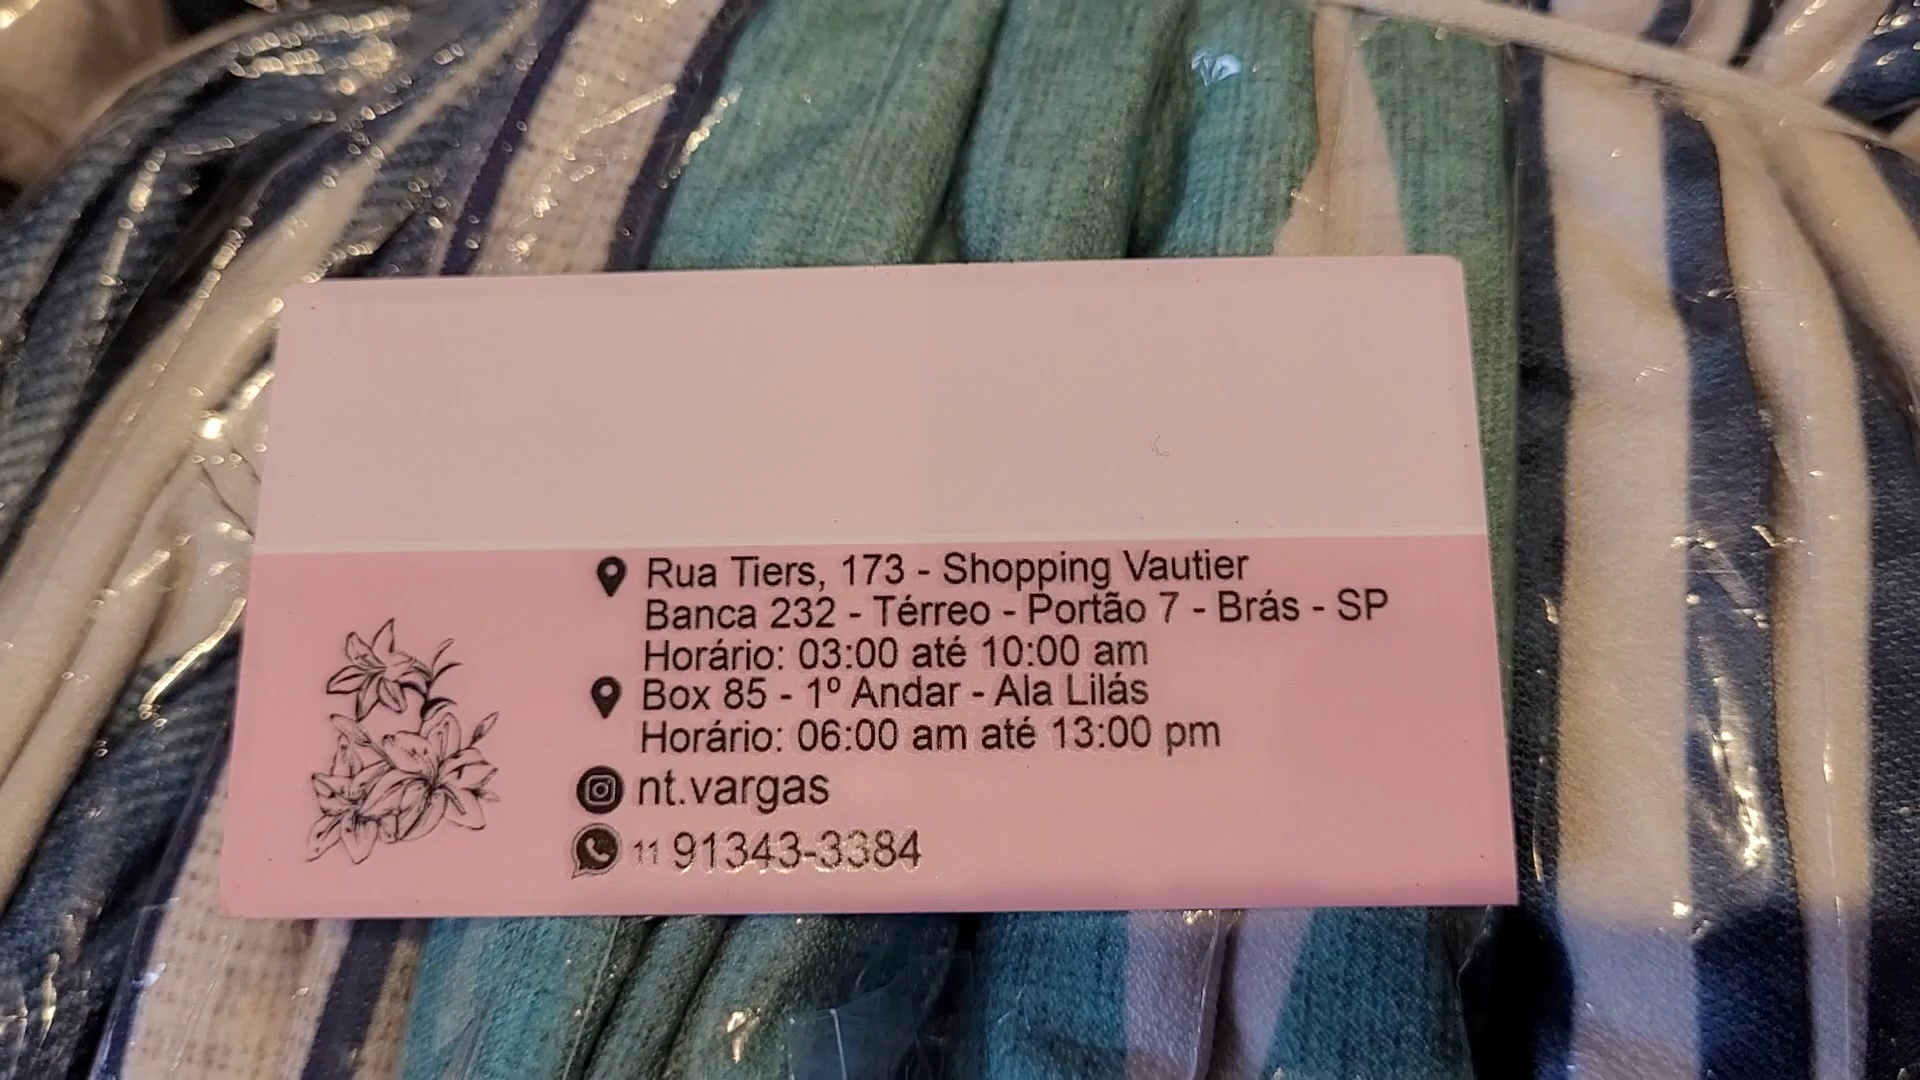 Rua Tiers, 173 - Shopping Vautier
Banca 232 - Térreo - Portão 7 - Brás - SP
Horário: 03:00 até 10:00 am
Box 85 - 1º Andar - Ala Lilás
Horário: 06:00 am até 13:00 pm
nt.vargas
11 91343-3384